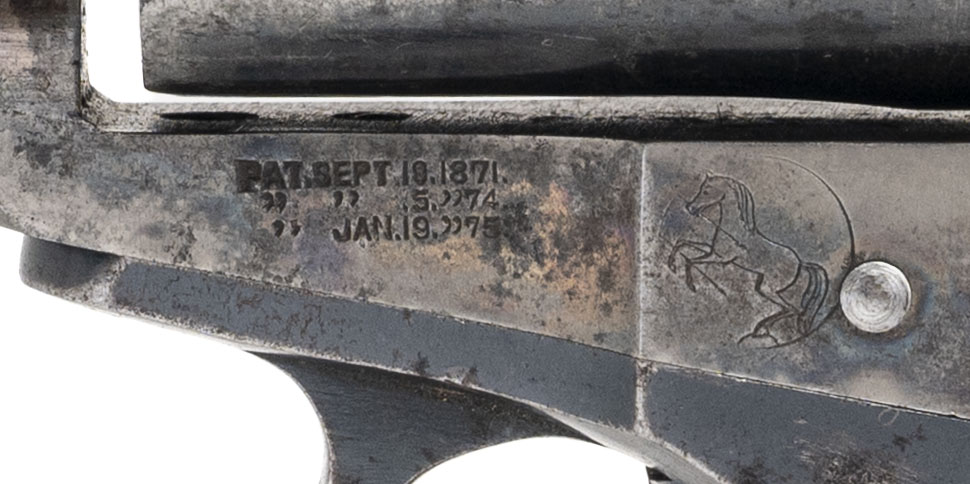 PAT.SEPT.19.1871.
" " .5."74.
" JAN.19."75.